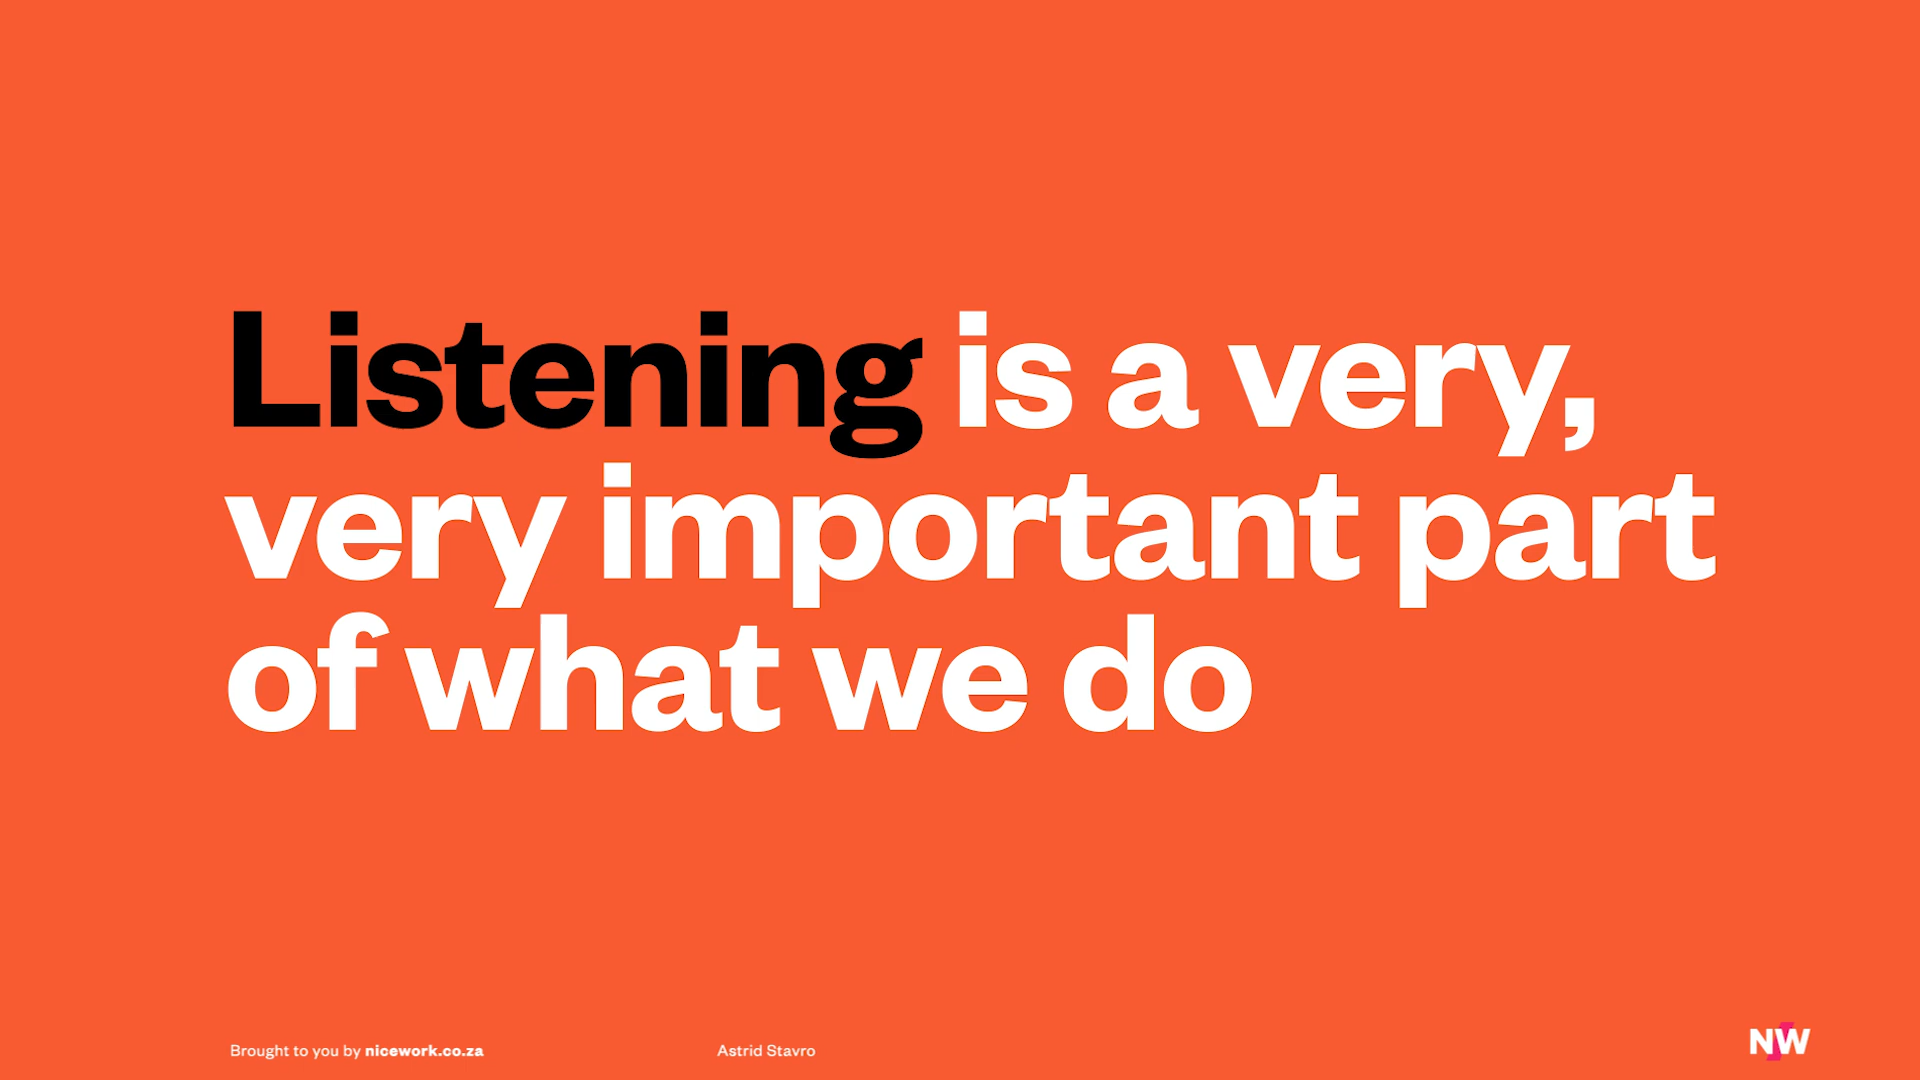 Listening is a very,
very important part
of what we do
Brought to you by nicework.co.za
Astrid Stavro
NW